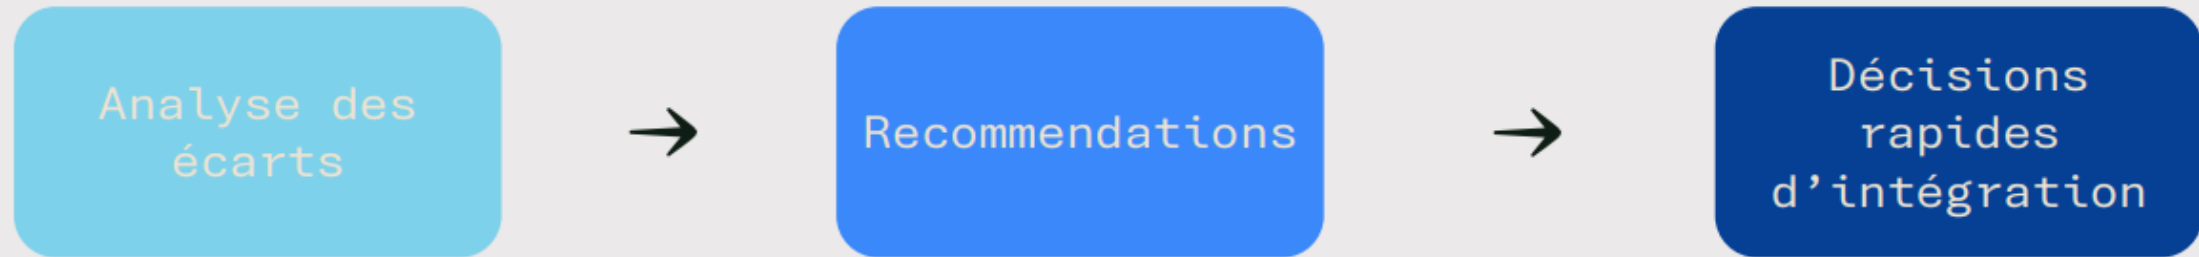 Analyse des
écarts
Recommendations
Décisions
rapides
d’intégration